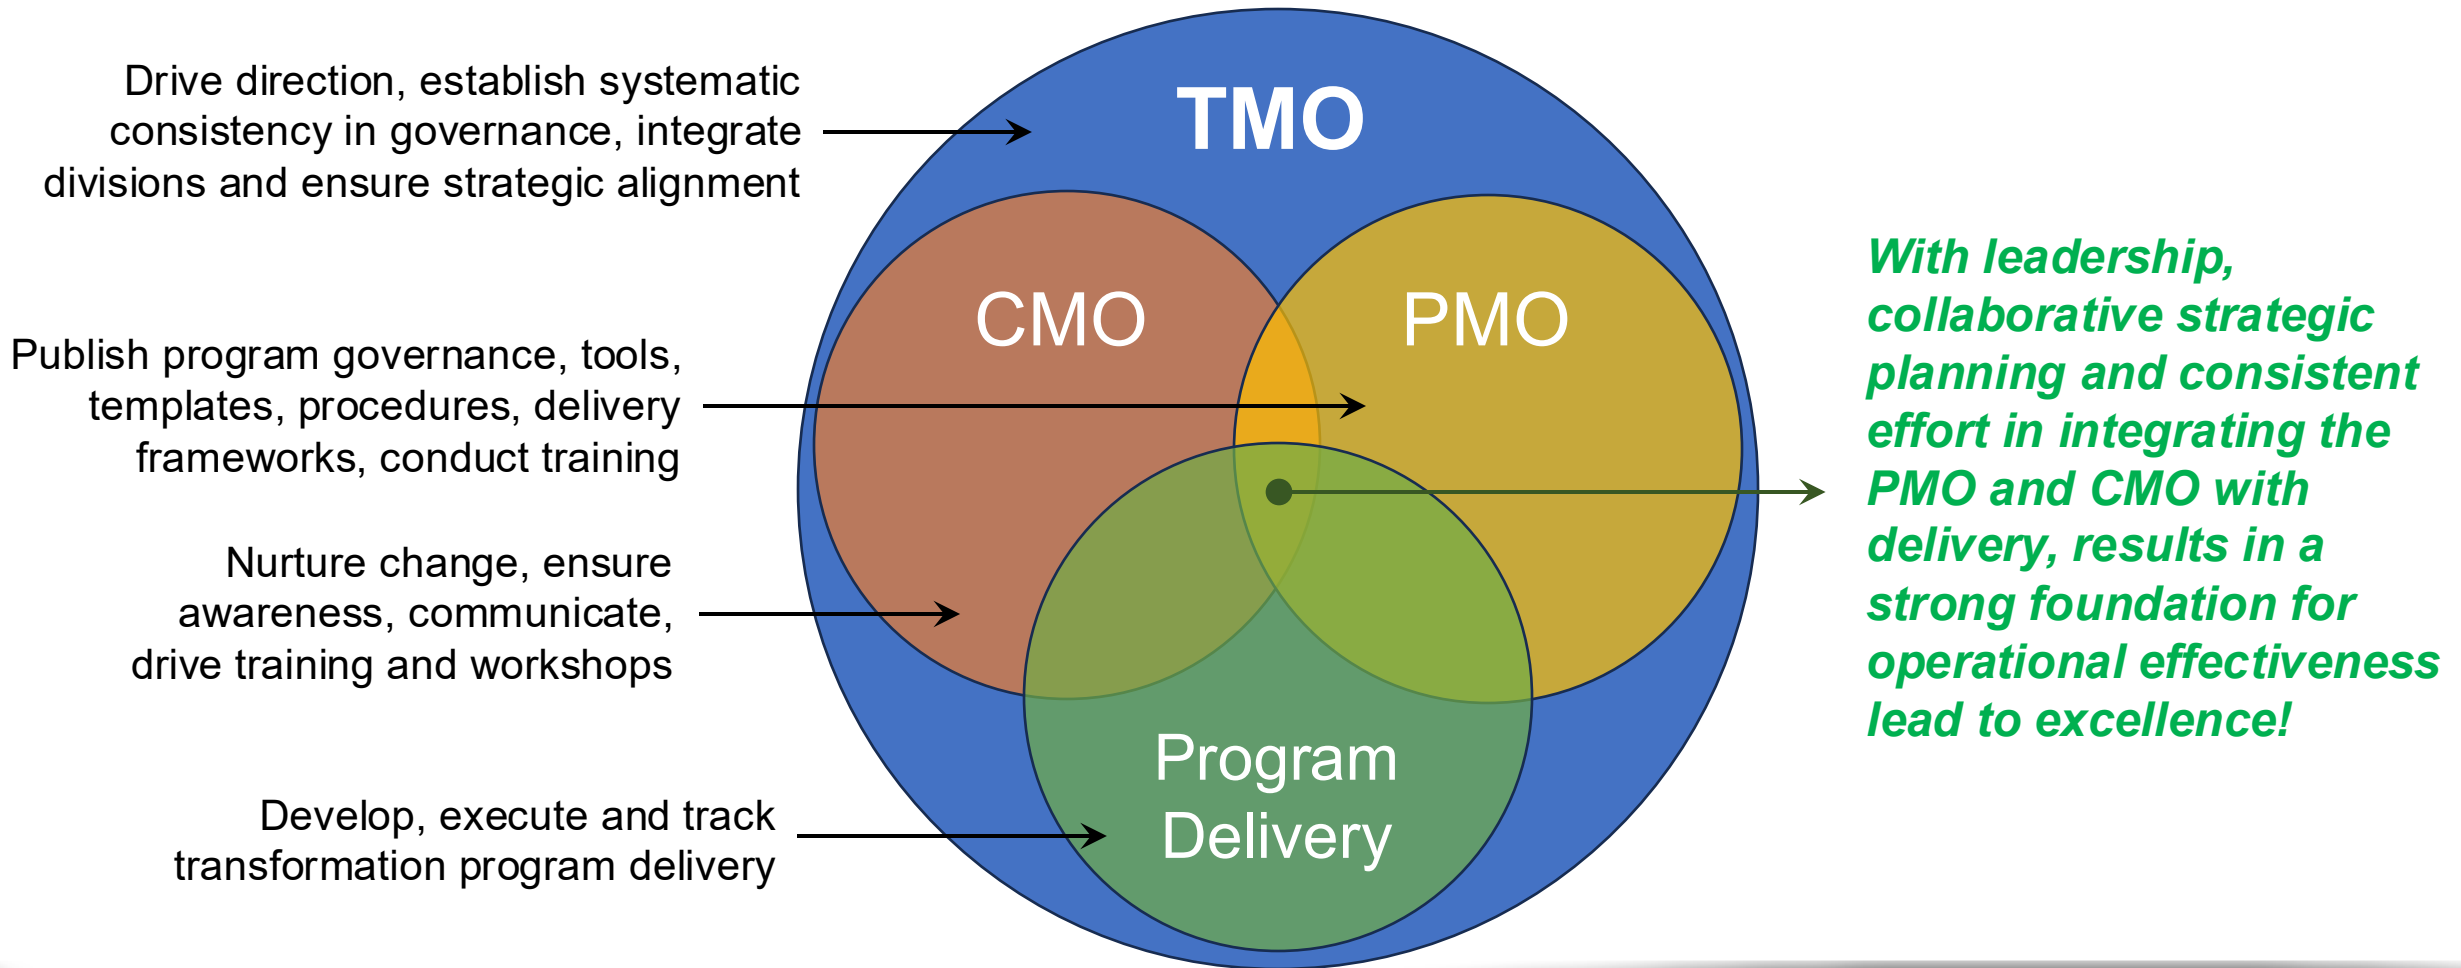 Drive direction, establish systematic
consistency in governance, integrate
divisions and ensure strategic alignment
Publish program governance, tools,
templates, procedures, delivery
frameworks, conduct training
Nurture change, ensure
awareness, communicate,
drive training and workshops
Develop, execute and track
transformation program delivery
TMO
CMO
PMO
Program
Delivery
With leadership,
collaborative strategic
planning and consistent
effort in integrating the
PMO and CMO with
delivery, results in a
strong foundation for
operational effectiveness
lead to excellence!